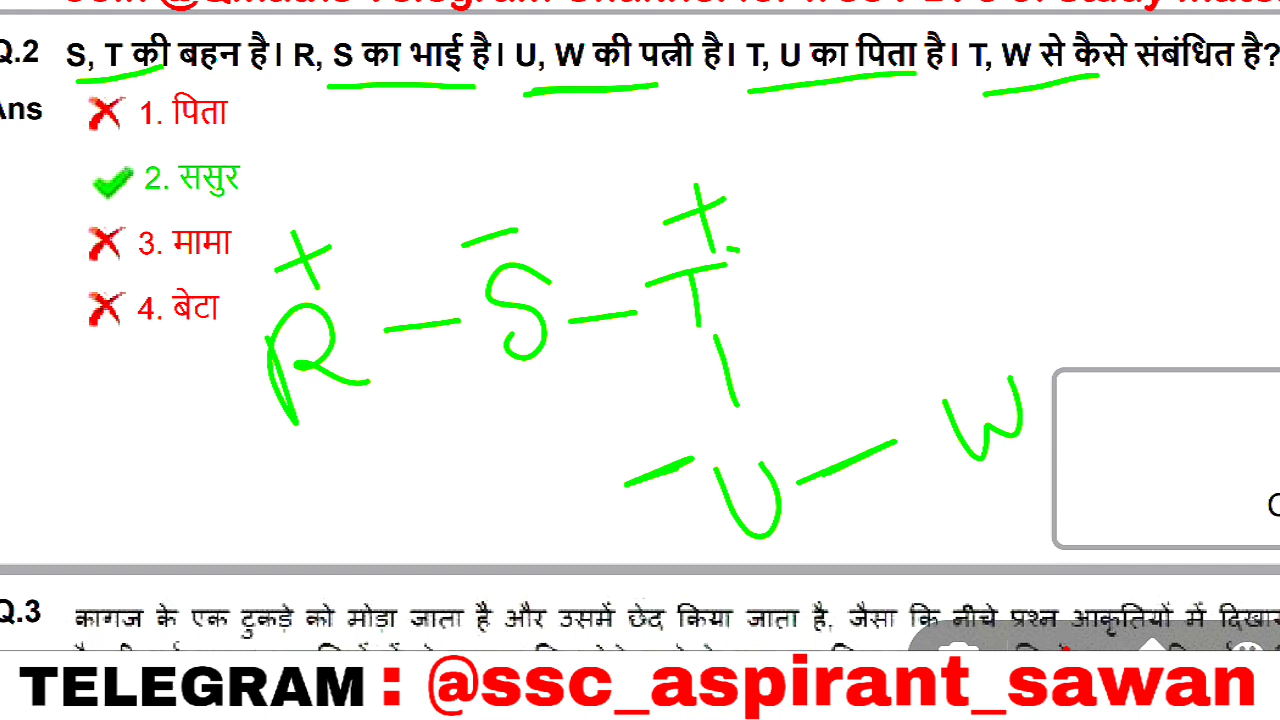 Q.2 S, T की बहन है। R, S का भाई है। U, W की पत्नी है। T, U का पिता है। T, W से कैसे संबंधित है?
Ans 1. पिता
2. ससुर
3. मामा
4. बेटा
+ − +
R − S − T
− U − W
Q.3 कागज के एक टुकड़े को मोड़ा जाता है और उसमें छेद किया जाता है, जैसा कि नीचे प्रश्न आकृतियों में
TELEGRAM : @ssc_aspirant_sawan